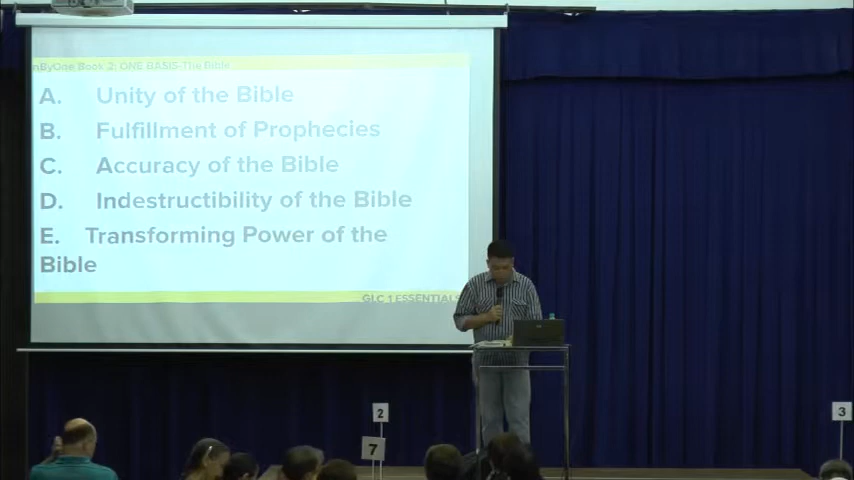 nByOne Book 2: ONE BASIS-The Bible
A. Unity of the Bible
B. Fulfillment of Prophecies
C. Accuracy of the Bible
D. Indestructibility of the Bible
E. Transforming Power of the
Bible
GLC 1 ESSENTIALS
2
7
3